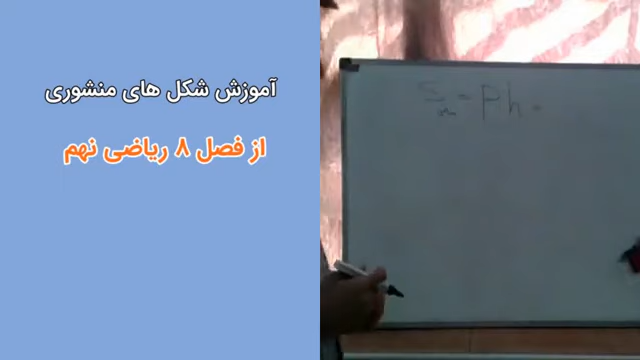 آموزش شکل های منشوری
از فصل ۸ ریاضی نهم
= Ph